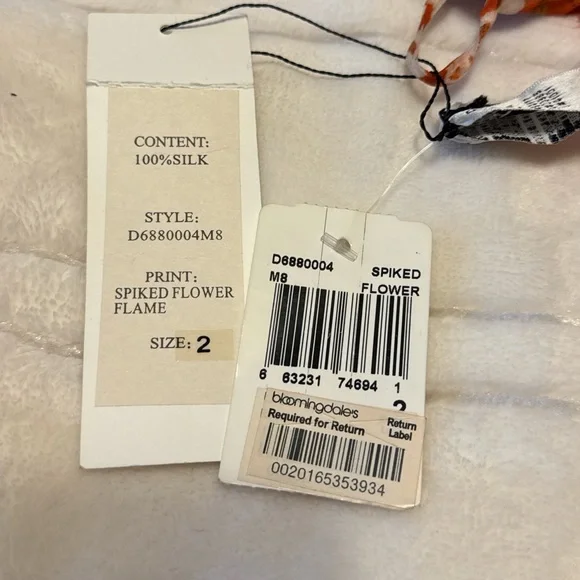 CONTENT:
100%SILK
STYLE:
D6880004M8
PRINT:
SPIKED FLOWER
FLAME
SIZE: 2
D6880004 SPIKED
M8 FLOWER
6 63231 74694 1
2
bloomingdale's
Required for Return Return
Label
0020165353934